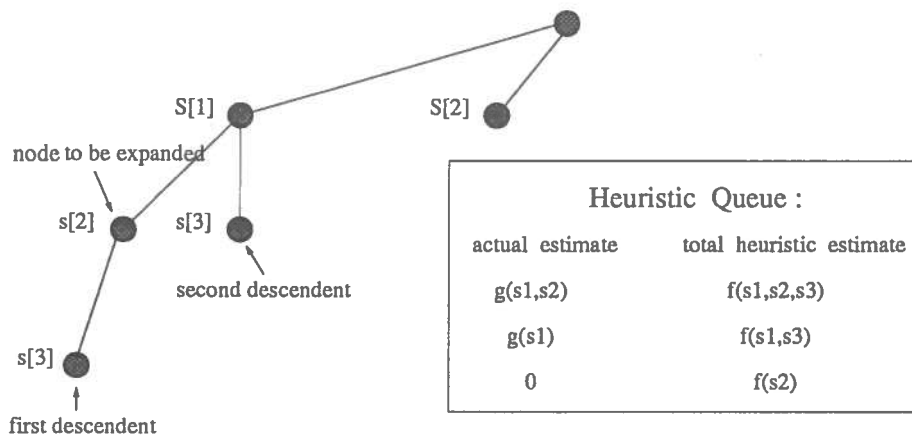 S[1]
S[2]
node to be expanded
s[2]
s[3]
second descendent
s[3]
first descendent
Heuristic Queue :
actual estimate total heuristic estimate
g(s1,s2) f(s1,s2,s3)
g(s1) f(s1,s3)
0 f(s2)